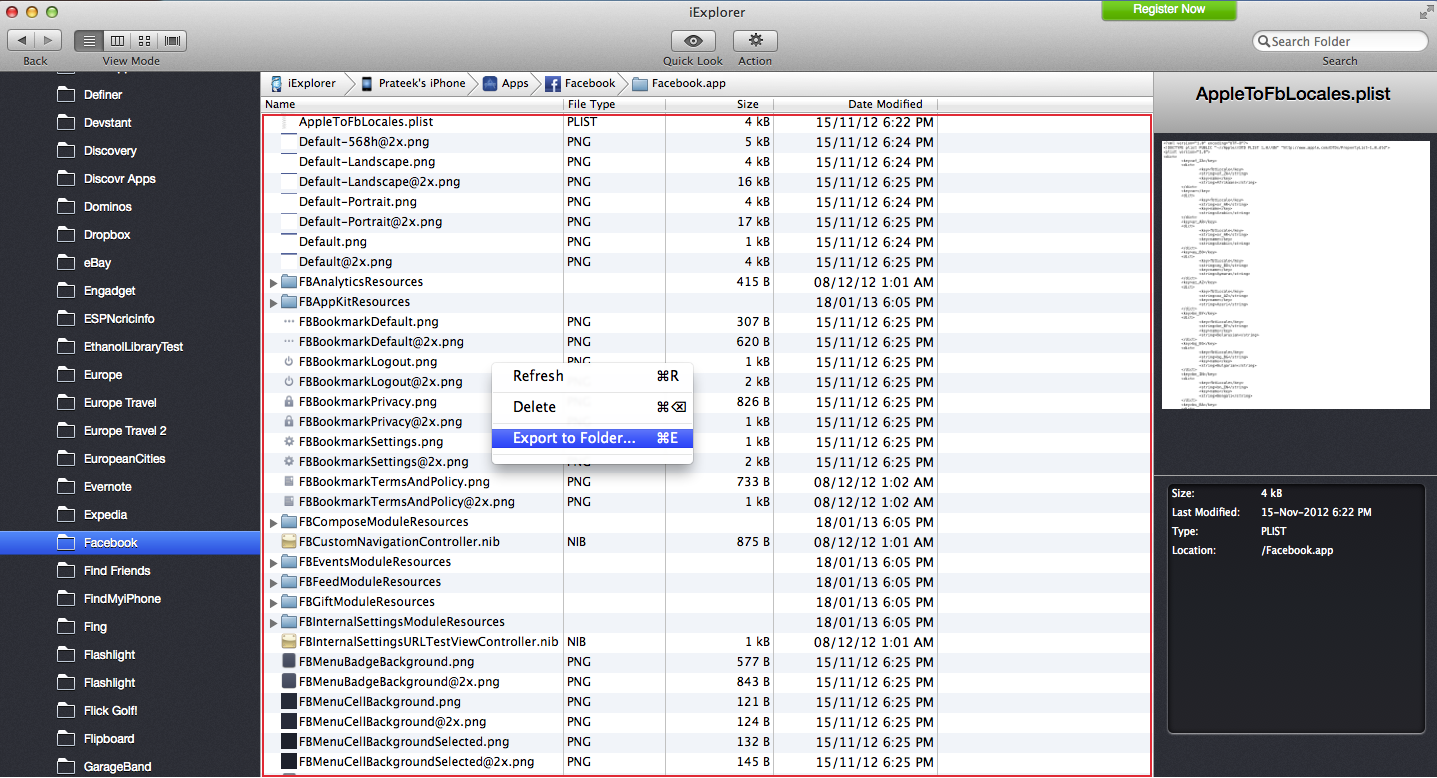 iExplorer
Register Now
Back
View Mode
Quick Look
Action
Search Folder
Search
Definer
Devstant
Discovery
Discovr Apps
Dominos
Dropbox
eBay
Engadget
ESPNcricinfo
EthanolLibraryTest
Europe
Europe Travel
Europe Travel 2
EuropeanCities
Evernote
Expedia
Facebook
Find Friends
FindMyiPhone
Fing
Flashlight
Flashlight
Flick Golf!
Flipboard
GarageBand
iExplorer Prateek's iPhone Apps Facebook Facebook.app
Name File Type Size Date Modified
AppleToFbLocales.plist PLIST 4 kB 15/11/12 6:22 PM
Default-568h@2x.png PNG 5 kB 15/11/12 6:24 PM
Default-Landscape.png PNG 4 kB 15/11/12 6:24 PM
Default-Landscape@2x.png PNG 16 kB 15/11/12 6:25 PM
Default-Portrait.png PNG 4 kB 15/11/12 6:24 PM
Default-Portrait@2x.png PNG 17 kB 15/11/12 6:25 PM
Default.png PNG 1 kB 15/11/12 6:24 PM
Default@2x.png PNG 4 kB 15/11/12 6:25 PM
FBAnalyticsResources 415 B 08/12/12 1:01 AM
FBAppKitResources 18/01/13 6:05 PM
FBBookmarkDefault.png PNG 307 B 15/11/12 6:25 PM
FBBookmarkDefault@2x.png PNG 620 B 15/11/12 6:25 PM
FBBookmarkLogout.png PNG 1 kB 15/11/12 6:25 PM
FBBookmarkLogout@2x.png 2 kB 15/11/12 6:25 PM
FBBookmarkPrivacy.png 826 B 15/11/12 6:25 PM
FBBookmarkPrivacy@2x.png 1 kB 15/11/12 6:25 PM
FBBookmarkSettings.png 1 kB 15/11/12 6:25 PM
FBBookmarkSettings@2x.png PNG 2 kB 15/11/12 6:25 PM
FBBookmarkTermsAndPolicy.png PNG 733 B 08/12/12 1:02 AM
FBBookmarkTermsAndPolicy@2x.png PNG 1 kB 08/12/12 1:02 AM
FBComposeModuleResources 18/01/13 6:05 PM
FBCustomNavigationController.nib NIB 875 B 08/12/12 1:01 AM
FBEventsModuleResources 18/01/13 6:05 PM
FBFeedModuleResources 18/01/13 6:05 PM
FBGiftModuleResources 18/01/13 6:05 PM
FBInternalSettingsModuleResources 18/01/13 6:05 PM
FBInternalSettingsURLTestViewController.nib NIB 1 kB 08/12/12 1:01 AM
FBMenuBadgeBackground.png PNG 577 B 15/11/12 6:25 PM
FBMenuBadgeBackground@2x.png PNG 843 B 15/11/12 6:25 PM
FBMenuCellBackground.png PNG 121 B 15/11/12 6:25 PM
FBMenuCellBackground@2x.png PNG 124 B 15/11/12 6:25 PM
FBMenuCellBackgroundSelected.png PNG 132 B 15/11/12 6:25 PM
FBMenuCellBackgroundSelected@2x.png PNG 145 B 15/11/12 6:25 PM
Refresh ⌘R
Delete ⌘⌫
Export to Folder... ⌘E
AppleToFbLocales.plist
Size: 4 kB
Last Modified: 15-Nov-2012 6:22 PM
Type: PLIST
Location: /Facebook.app